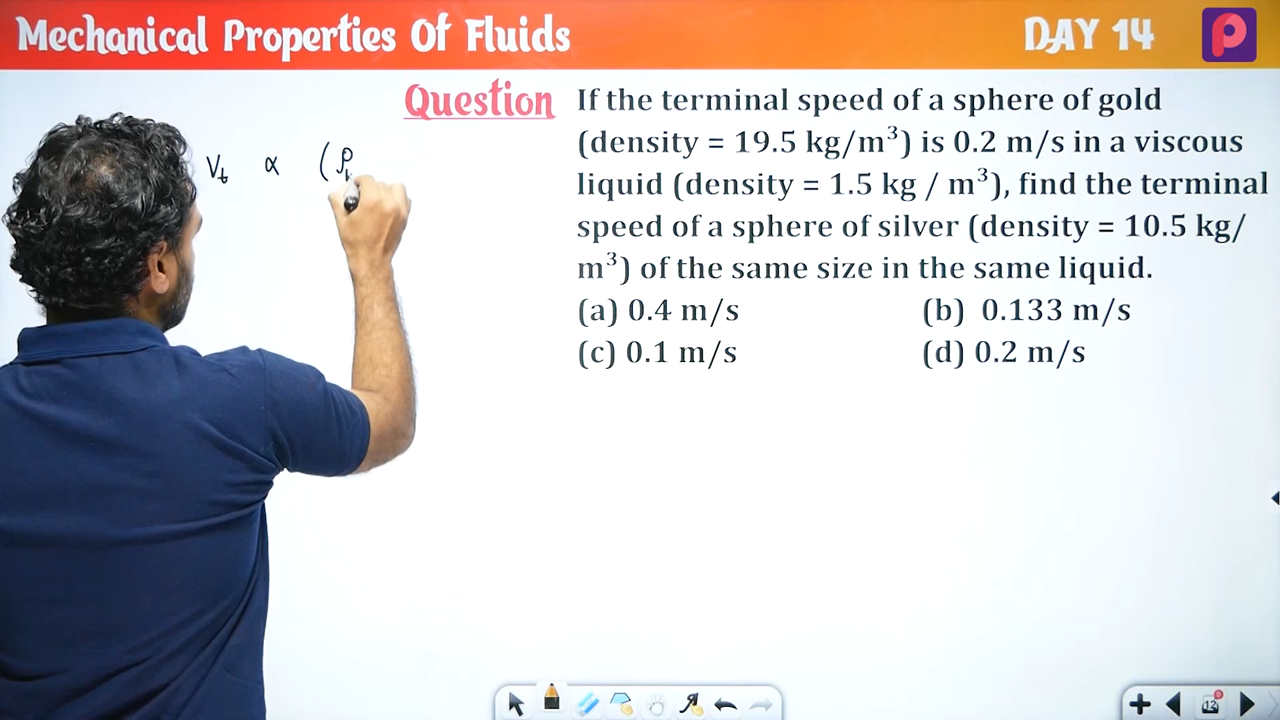 Mechanical Properties Of Fluids
DAY 14
Question
If the terminal speed of a sphere of gold
(density = 19.5 kg/m³) is 0.2 m/s in a viscous
liquid (density = 1.5 kg / m³), find the terminal
speed of a sphere of silver (density = 10.5 kg/
m³) of the same size in the same liquid.
(a) 0.4 m/s (b) 0.133 m/s
(c) 0.1 m/s (d) 0.2 m/s
V_t ∝ (ρ
12